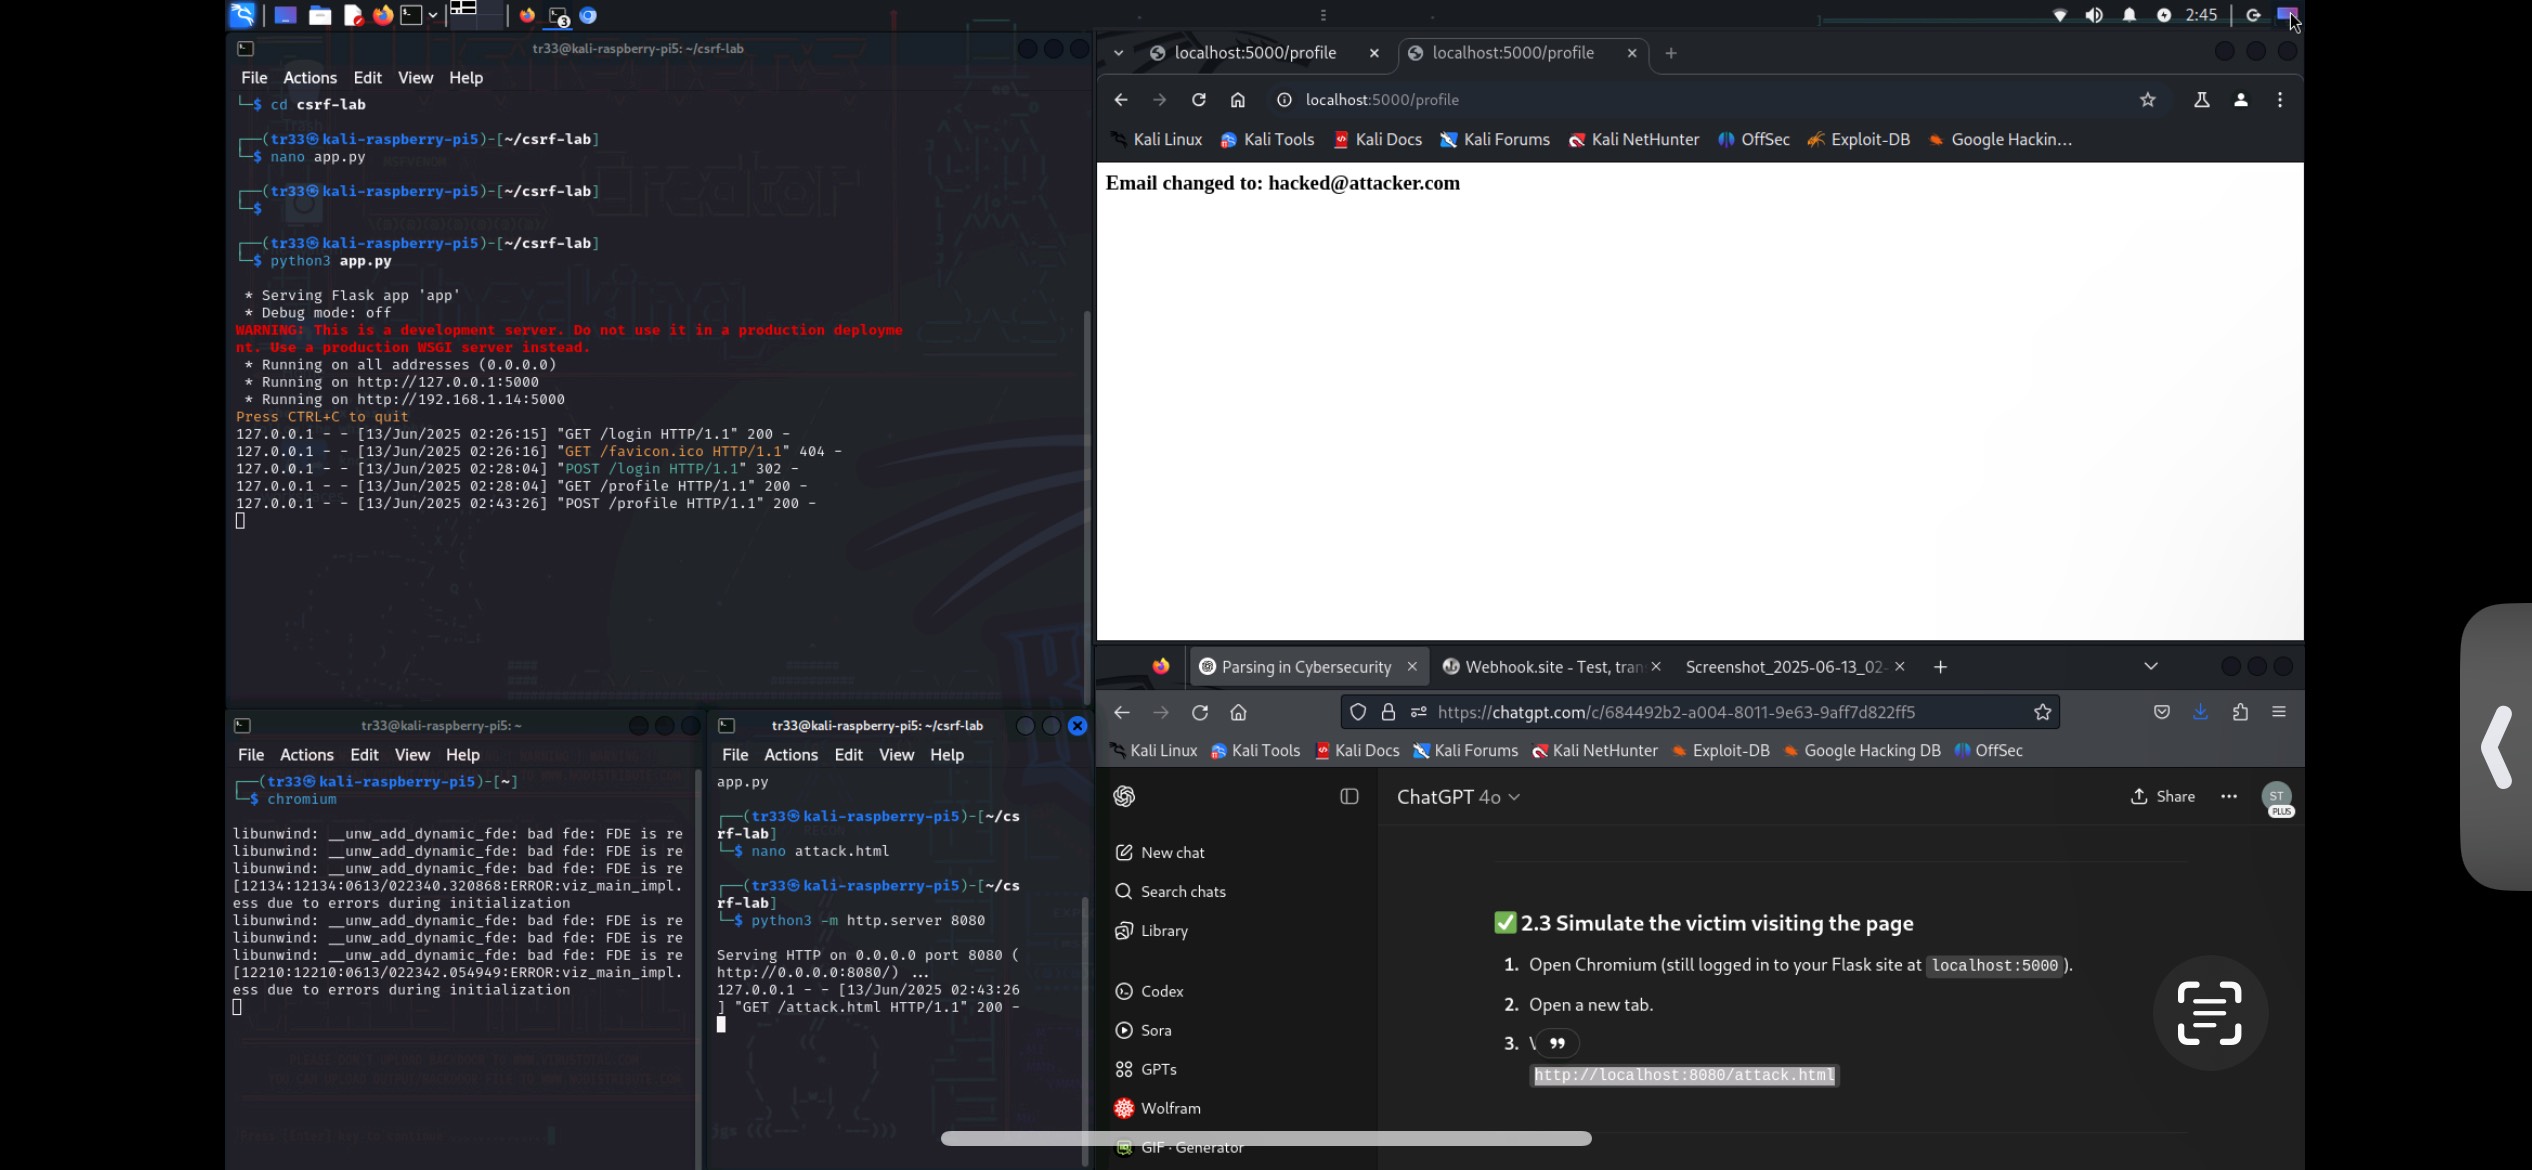 2:45
tr33@kali-raspberry-pi5: ~/csrf-lab
File Actions Edit View Help
└─$ cd csrf-lab
┌──(tr33㉿kali-raspberry-pi5)-[~/csrf-lab]
└─$ nano app.py
┌──(tr33㉿kali-raspberry-pi5)-[~/csrf-lab]
└─$
┌──(tr33㉿kali-raspberry-pi5)-[~/csrf-lab]
└─$ python3 app.py
* Serving Flask app 'app'
* Debug mode: off
WARNING: This is a development server. Do not use it in a production deployme
nt. Use a production WSGI server instead.
* Running on all addresses (0.0.0.0)
* Running on http://127.0.0.1:5000
* Running on http://192.168.1.14:5000
Press CTRL+C to quit
127.0.0.1 - - [13/Jun/2025 02:26:15] "GET /login HTTP/1.1" 200 -
127.0.0.1 - - [13/Jun/2025 02:26:16] "GET /favicon.ico HTTP/1.1" 404 -
127.0.0.1 - - [13/Jun/2025 02:28:04] "POST /login HTTP/1.1" 302 -
127.0.0.1 - - [13/Jun/2025 02:28:04] "GET /profile HTTP/1.1" 200 -
127.0.0.1 - - [13/Jun/2025 02:43:26] "POST /profile HTTP/1.1" 200 -
localhost:5000/profile
localhost:5000/profile
localhost:5000/profile
Kali Linux Kali Tools Kali Docs Kali Forums Kali NetHunter OffSec Exploit-DB Google Hackin…
Email changed to: hacked@attacker.com
tr33@kali-raspberry-pi5: ~
File Actions Edit View Help
┌──(tr33㉿kali-raspberry-pi5)-[~]
└─$ chromium
libunwind: __unw_add_dynamic_fde: bad fde: FDE is re
libunwind: __unw_add_dynamic_fde: bad fde: FDE is re
libunwind: __unw_add_dynamic_fde: bad fde: FDE is re
[12134:12134:0613/022340.320868:ERROR:viz_main_impl.
ess due to errors during initialization
libunwind: __unw_add_dynamic_fde: bad fde: FDE is re
libunwind: __unw_add_dynamic_fde: bad fde: FDE is re
libunwind: __unw_add_dynamic_fde: bad fde: FDE is re
[12210:12210:0613/022342.054949:ERROR:viz_main_impl.
ess due to errors during initialization
tr33@kali-raspberry-pi5: ~/csrf-lab
File Actions Edit View Help
app.py
┌──(tr33㉿kali-raspberry-pi5)-[~/cs
rf-lab]
└─$ nano attack.html
┌──(tr33㉿kali-raspberry-pi5)-[~/cs
rf-lab]
└─$ python3 -m http.server 8080
Serving HTTP on 0.0.0.0 port 8080 (
http://0.0.0.0:8080/) ...
127.0.0.1 - - [13/Jun/2025 02:43:26
] "GET /attack.html HTTP/1.1" 200 -
Parsing in Cybersecurity
Webhook.site - Test, tran
Screenshot_2025-06-13_02-
https://chatgpt.com/c/684492b2-a004-8011-9e63-9aff7d822ff5
Kali Linux Kali Tools Kali Docs Kali Forums Kali NetHunter Exploit-DB Google Hacking DB OffSec
ChatGPT 4o
Share
ST
PLUS
New chat
Search chats
Library
Codex
Sora
GPTs
Wolfram
GIF · Generator
✅ 2.3 Simulate the victim visiting the page
1. Open Chromium (still logged in to your Flask site at localhost:5000 ).
2. Open a new tab.
3.
http://localhost:8080/attack.html